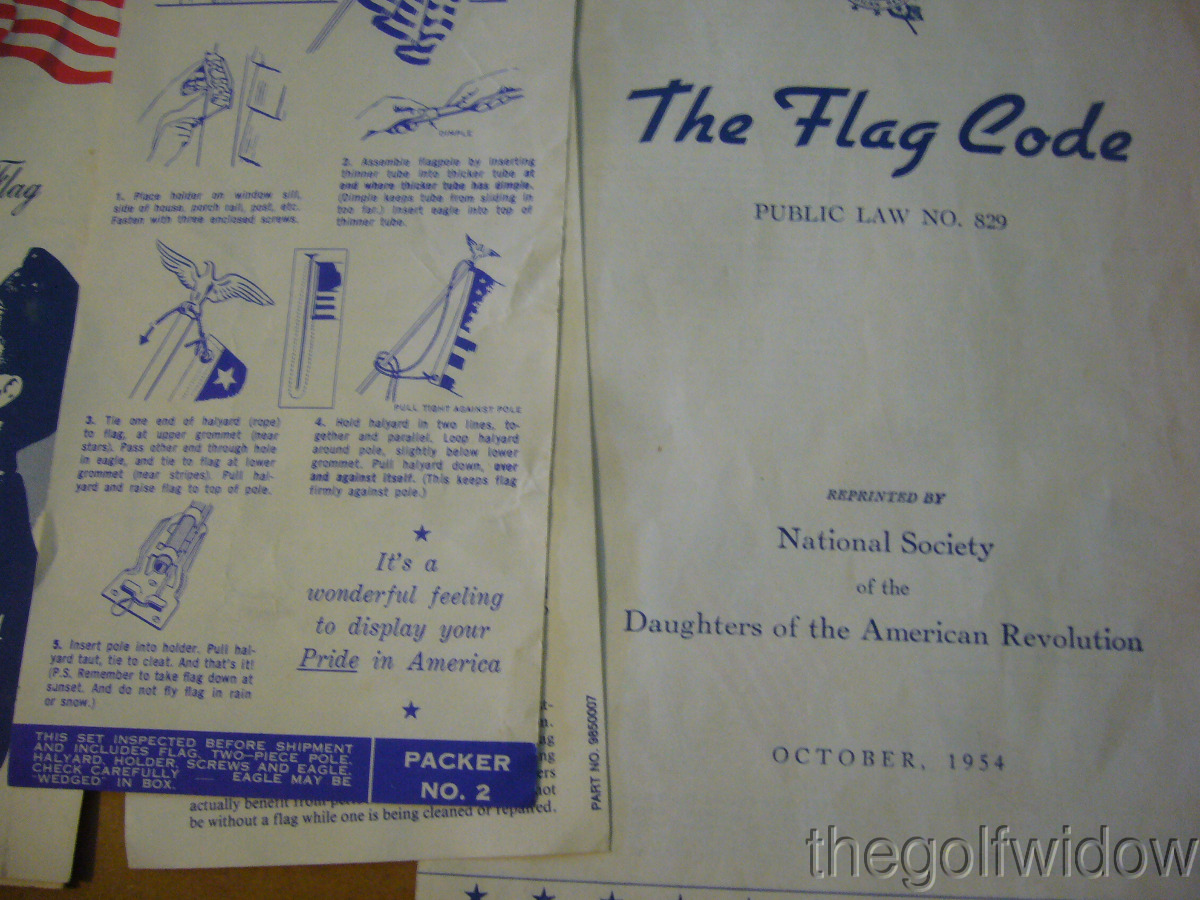 Flag
DIMPLE
1. Place holder on window sill,
side of house, porch rail, post, etc.
Fasten with three enclosed screws.
2. Assemble flagpole by inserting
thinner tube into thicker tube at
end where thicker tube has dimple.
(Dimple keeps tube from sliding in
too far.) Insert eagle into top of
thinner tube.
PULL TIGHT AGAINST POLE
3. Tie one end of halyard (rope)
to flag, at upper grommet (near
stars). Pass other end through hole
in eagle, and tie to flag at lower
grommet (near stripes). Pull hal-
yard and raise flag to top of pole.
4. Hold halyard in two lines, to-
gether and parallel. Loop halyard
around pole, slightly below lower
grommet. Pull halyard down, over
and against itself. (This keeps flag
firmly against pole.)
5. Insert pole into holder. Pull hal-
yard taut, tie to cleat. And that's it!
(P.S. Remember to take flag down at
sunset. And do not fly flag in rain
or snow.)
It's a
wonderful feeling
to display your
Pride in America
THIS SET INSPECTED BEFORE SHIPMENT
AND INCLUDES FLAG, TWO-PIECE POLE,
HALYARD, HOLDER, SCREWS AND EAGLE.
CHECK CAREFULLY — EAGLE MAY BE
"WEDGED" IN BOX.
PACKER
NO. 2
actually benefit from
be without a flag while one is being cleaned or repaired.
PART NO. 9850007
The Flag Code
PUBLIC LAW NO. 829
REPRINTED BY
National Society
of the
Daughters of the American Revolution
OCTOBER, 1954
thegolfwidow